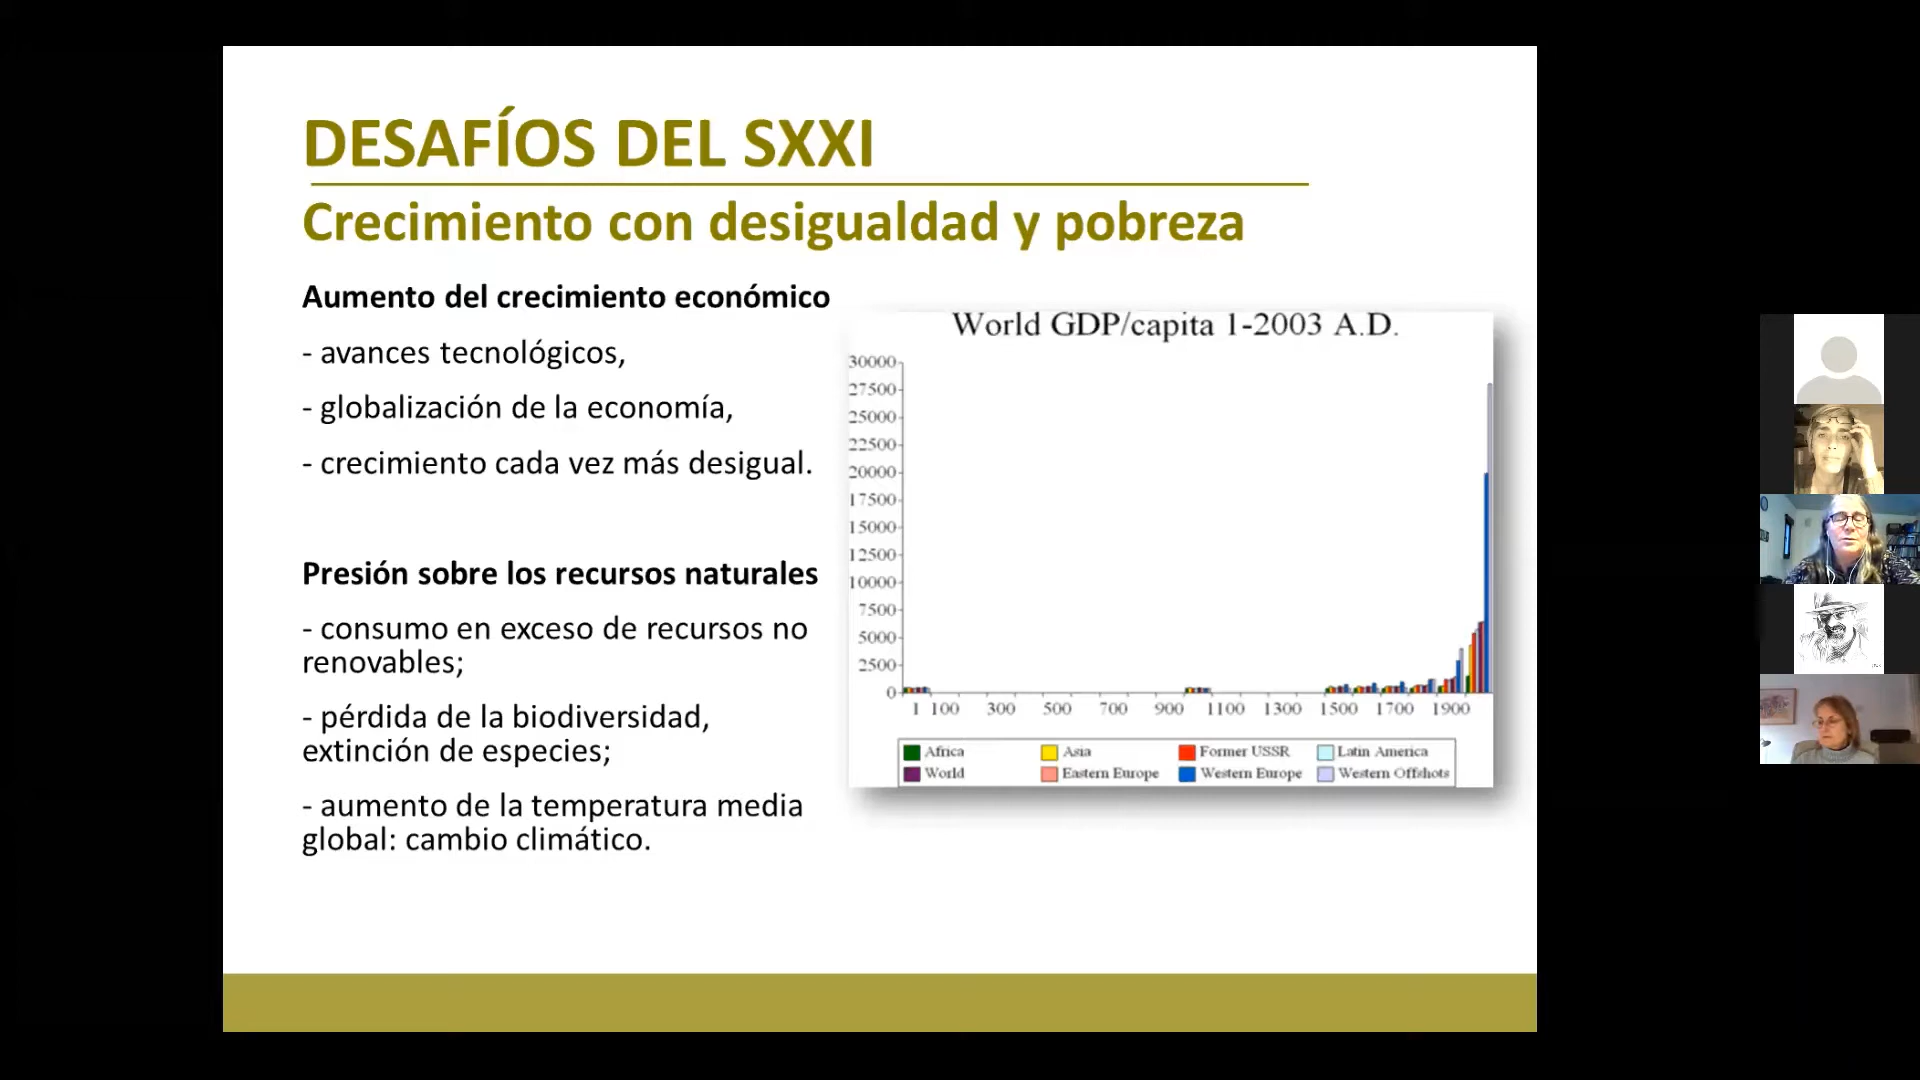 DESAFÍOS DEL SXXI
Crecimiento con desigualdad y pobreza
Aumento del crecimiento económico
- avances tecnológicos,
- globalización de la economía,
- crecimiento cada vez más desigual.
Presión sobre los recursos naturales
- consumo en exceso de recursos no
renovables;
- pérdida de la biodiversidad,
extinción de especies;
- aumento de la temperatura media
global: cambio climático.
World GDP/capita 1-2003 A.D.
30000
27500
25000
22500
20000
17500
15000
12500
10000
7500
5000
2500
0
1 100 300 500 700 900 1100 1300 1500 1700 1900
Africa Asia Former USSR Latin America
World Eastern Europe Western Europe Western Offshots